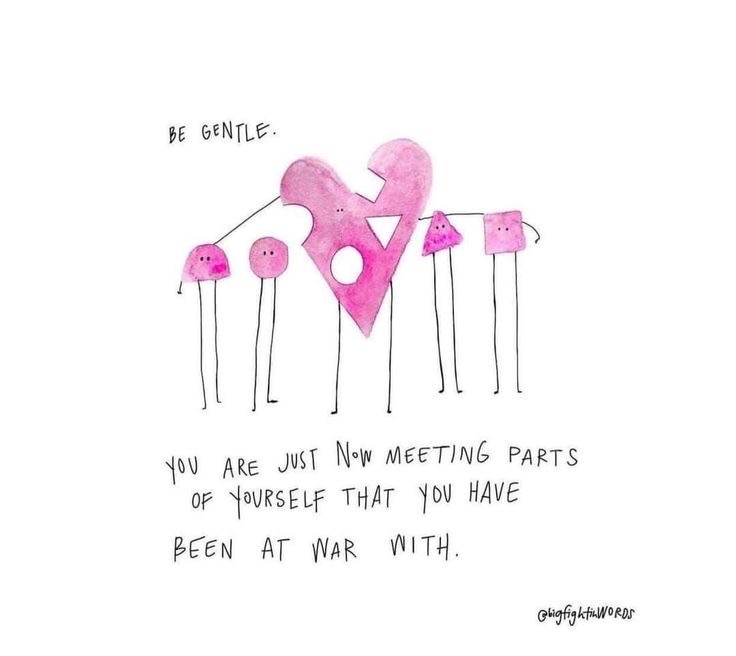 BE GENTLE.
YOU ARE JUST NOW MEETING PARTS
OF YOURSELF THAT YOU HAVE
BEEN AT WAR WITH.
@bigfightinWORDS